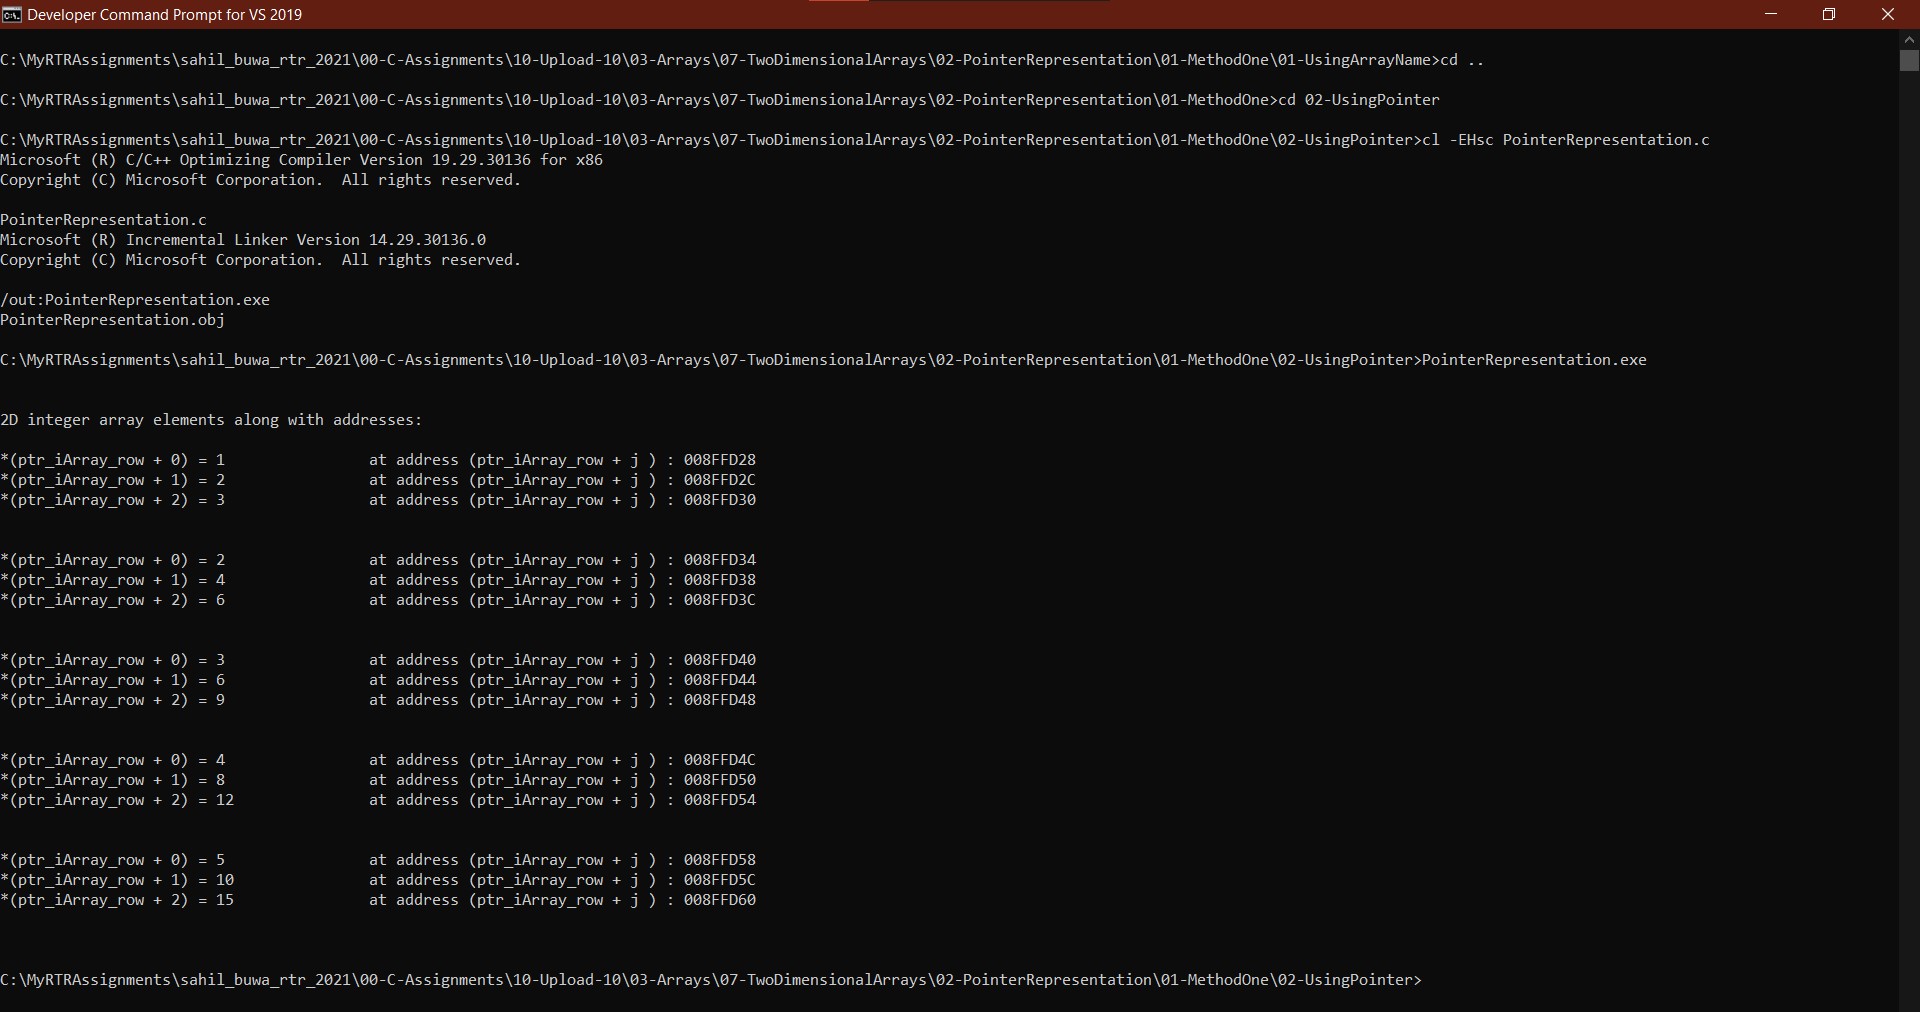 Developer Command Prompt for VS 2019
C:\MyRTRAssignments\sahil_buwa_rtr_2021\00-C-Assignments\10-Upload-10\03-Arrays\07-TwoDimensionalArrays\02-PointerRepresentation\01-MethodOne\01-UsingArrayName>cd ..
C:\MyRTRAssignments\sahil_buwa_rtr_2021\00-C-Assignments\10-Upload-10\03-Arrays\07-TwoDimensionalArrays\02-PointerRepresentation\01-MethodOne>cd 02-UsingPointer
C:\MyRTRAssignments\sahil_buwa_rtr_2021\00-C-Assignments\10-Upload-10\03-Arrays\07-TwoDimensionalArrays\02-PointerRepresentation\01-MethodOne\02-UsingPointer>cl -EHsc PointerRepresentation.c
Microsoft (R) C/C++ Optimizing Compiler Version 19.29.30136 for x86
Copyright (C) Microsoft Corporation.  All rights reserved.
PointerRepresentation.c
Microsoft (R) Incremental Linker Version 14.29.30136.0
Copyright (C) Microsoft Corporation.  All rights reserved.
/out:PointerRepresentation.exe
PointerRepresentation.obj
C:\MyRTRAssignments\sahil_buwa_rtr_2021\00-C-Assignments\10-Upload-10\03-Arrays\07-TwoDimensionalArrays\02-PointerRepresentation\01-MethodOne\02-UsingPointer>PointerRepresentation.exe
2D integer array elements along with addresses:
*(ptr_iArray_row + 0) = 1                at address (ptr_iArray_row + j ) : 008FFD28
*(ptr_iArray_row + 1) = 2                at address (ptr_iArray_row + j ) : 008FFD2C
*(ptr_iArray_row + 2) = 3                at address (ptr_iArray_row + j ) : 008FFD30
*(ptr_iArray_row + 0) = 2                at address (ptr_iArray_row + j ) : 008FFD34
*(ptr_iArray_row + 1) = 4                at address (ptr_iArray_row + j ) : 008FFD38
*(ptr_iArray_row + 2) = 6                at address (ptr_iArray_row + j ) : 008FFD3C
*(ptr_iArray_row + 0) = 3                at address (ptr_iArray_row + j ) : 008FFD40
*(ptr_iArray_row + 1) = 6                at address (ptr_iArray_row + j ) : 008FFD44
*(ptr_iArray_row + 2) = 9                at address (ptr_iArray_row + j ) : 008FFD48
*(ptr_iArray_row + 0) = 4                at address (ptr_iArray_row + j ) : 008FFD4C
*(ptr_iArray_row + 1) = 8                at address (ptr_iArray_row + j ) : 008FFD50
*(ptr_iArray_row + 2) = 12               at address (ptr_iArray_row + j ) : 008FFD54
*(ptr_iArray_row + 0) = 5                at address (ptr_iArray_row + j ) : 008FFD58
*(ptr_iArray_row + 1) = 10               at address (ptr_iArray_row + j ) : 008FFD5C
*(ptr_iArray_row + 2) = 15               at address (ptr_iArray_row + j ) : 008FFD60
C:\MyRTRAssignments\sahil_buwa_rtr_2021\00-C-Assignments\10-Upload-10\03-Arrays\07-TwoDimensionalArrays\02-PointerRepresentation\01-MethodOne\02-UsingPointer>